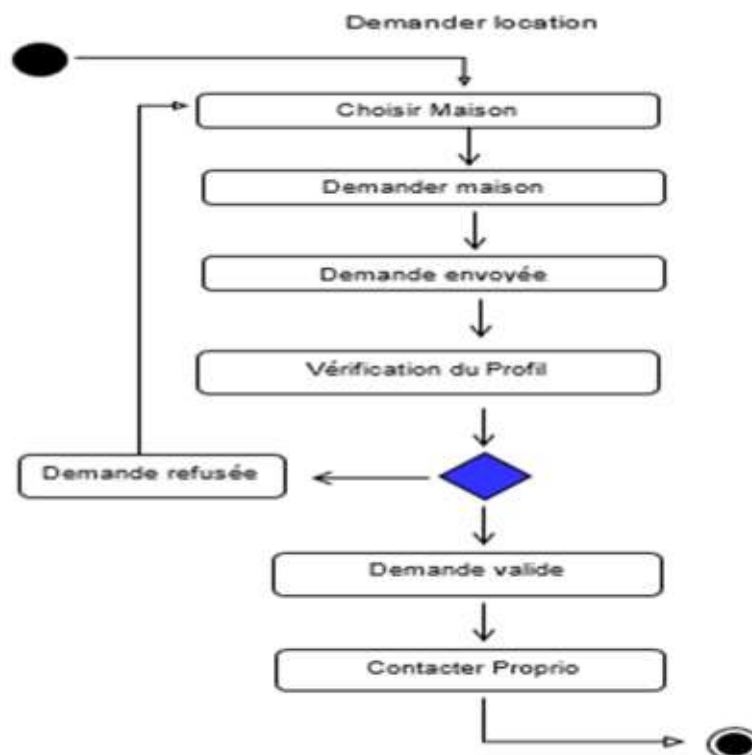 Demander location
Choisir Maison
Demander maison
Demande envoyée
Vérification du Profil
Demande refusée
Demande valide
Contacter Proprio